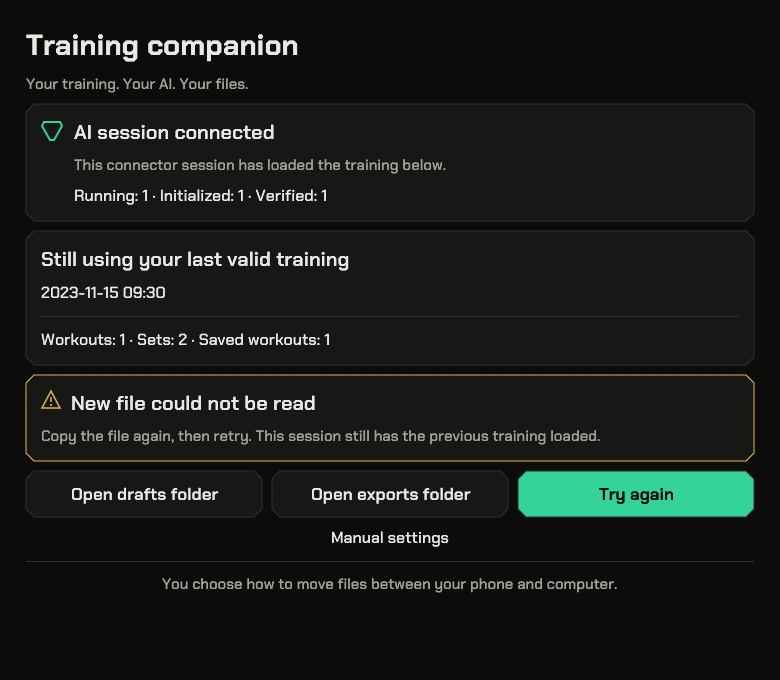 Training companion
Your training. Your AI. Your files.
AI session connected
This connector session has loaded the training below.
Running: 1 · Initialized: 1 · Verified: 1
Still using your last valid training
2023-11-15 09:30
Workouts: 1 · Sets: 2 · Saved workouts: 1
New file could not be read
Copy the file again, then retry. This session still has the previous training loaded.
Open drafts folder
Open exports folder
Try again
Manual settings
You choose how to move files between your phone and computer.